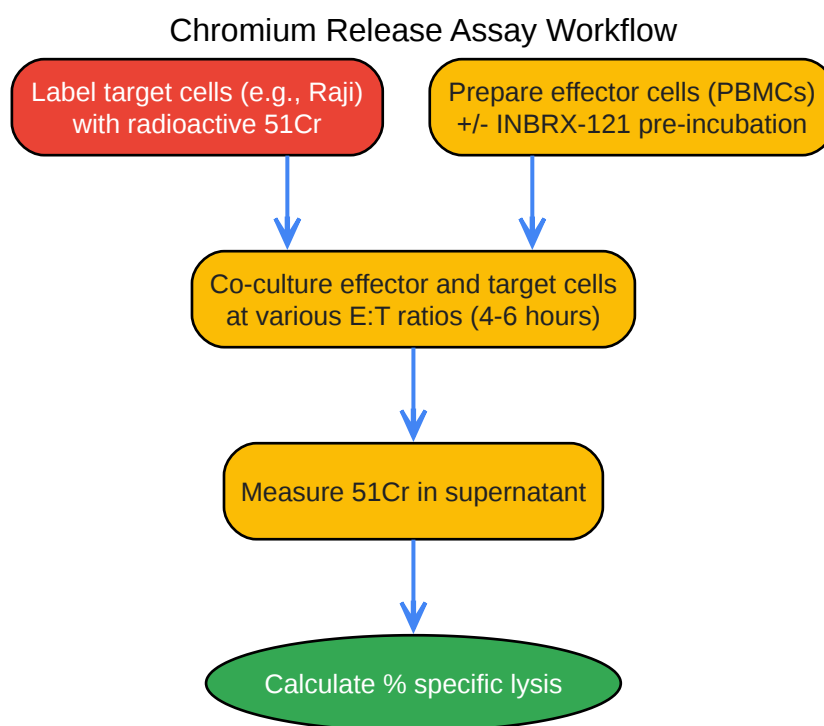 Chromium Release Assay Workflow
Label target cells (e.g., Raji)
with radioactive 51Cr
Prepare effector cells (PBMCs)
+/- INBRX-121 pre-incubation
Co-culture effector and target cells
at various E:T ratios (4-6 hours)
Measure 51Cr in supernatant
Calculate % specific lysis